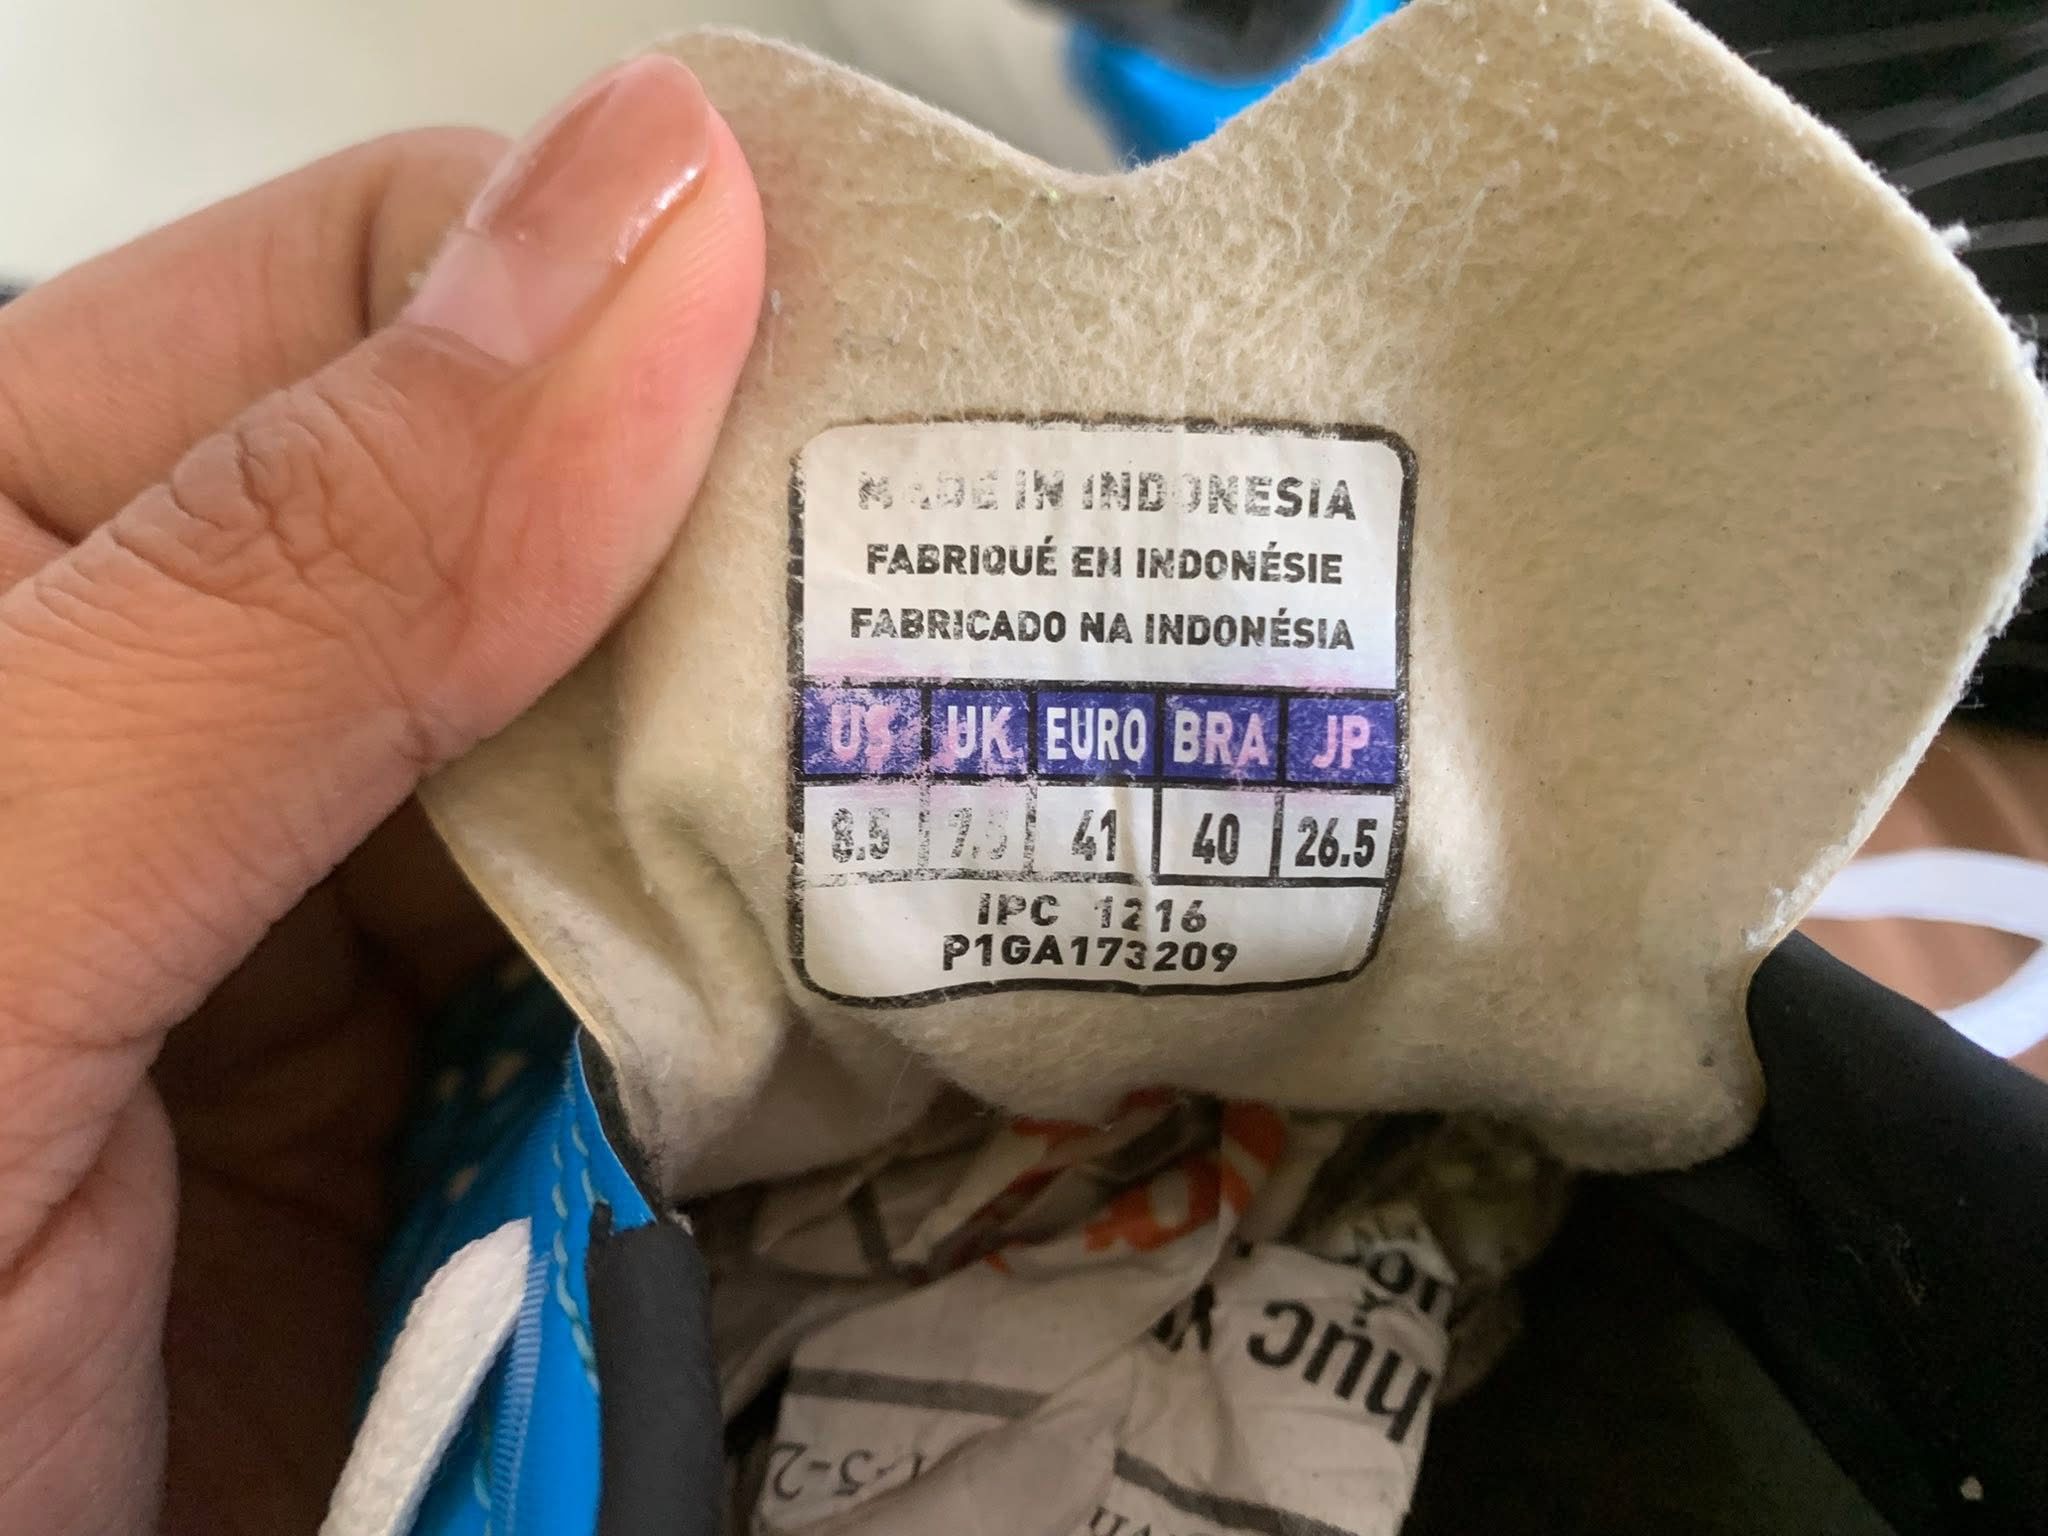 MADE IN INDONESIA
FABRIQUÉ EN INDONÉSIE
FABRICADO NA INDONÉSIA
US UK EURO BRA JP
8.5 7.5 41 40 26.5
IPC 1216
P1GA173209